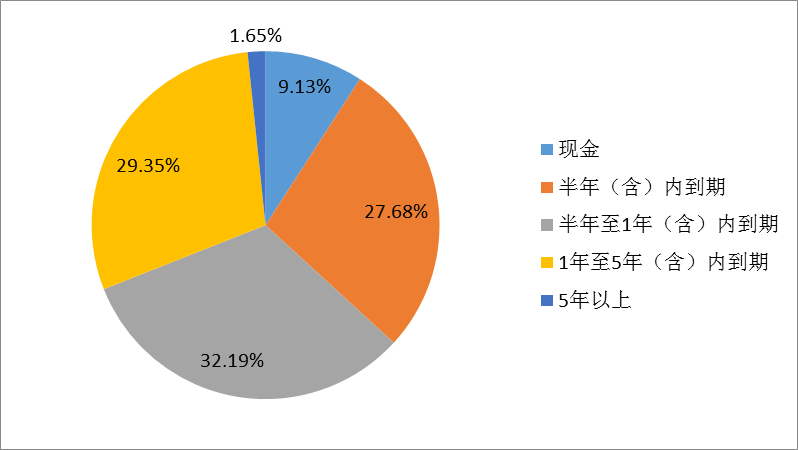 1.65%
9.13%
29.35%
27.68%
32.19%
现金
半年（含）内到期
半年至1年（含）内到期
1年至5年（含）内到期
5年以上